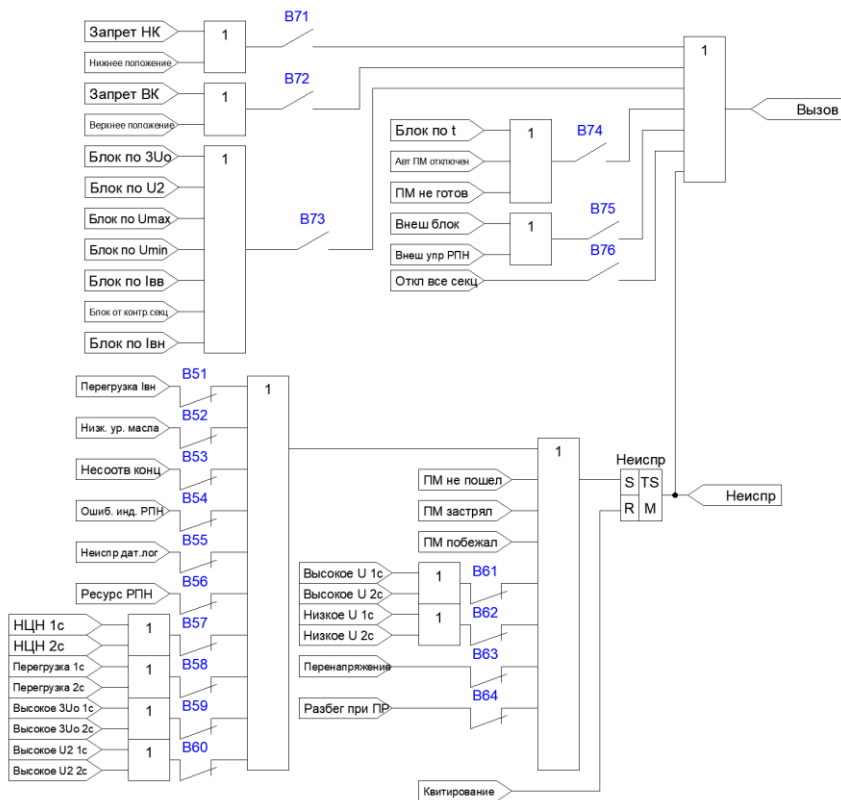 B71
Запрет НК
1
Нижнее положение
1
B72
Запрет ВК
1
Верхнее положение
Вызов
Блок по t
1
B74
Блок по 3Uo
1
Авт ПМ отключен
Блок по U2
ПМ не готов
Блок по Umax
B73
Внеш блок
1
B75
Блок по Umin
Внеш упр РПН
B76
Блок по Iвв
Откл все секц
Блок от контр.секц
Блок по Iвн
B51
Перегрузка Iвн
1
B52
Низк. ур. масла
1
B53
Неиспр
Несоотв конц
ПМ не пошел
S
TS
B54
Неиспр
Ошиб. инд. РПН
ПМ застрял
R
M
B55
Неиспр дат.лог
ПМ побежал
B56
Высокое U 1с
1
B61
Ресурс РПН
Высокое U 2с
НЦН 1с
1
B57
Низкое U 1с
1
B62
НЦН 2с
Низкое U 2с
Перегрузка 1с
1
B58
Перенапряжение
B63
Перегрузка 2с
Высокое 3Uo 1с
1
B59
Разбег при ПР
B64
Высокое 3Uo 2с
Высокое U2 1с
1
B60
Высокое U2 2с
Квитирование